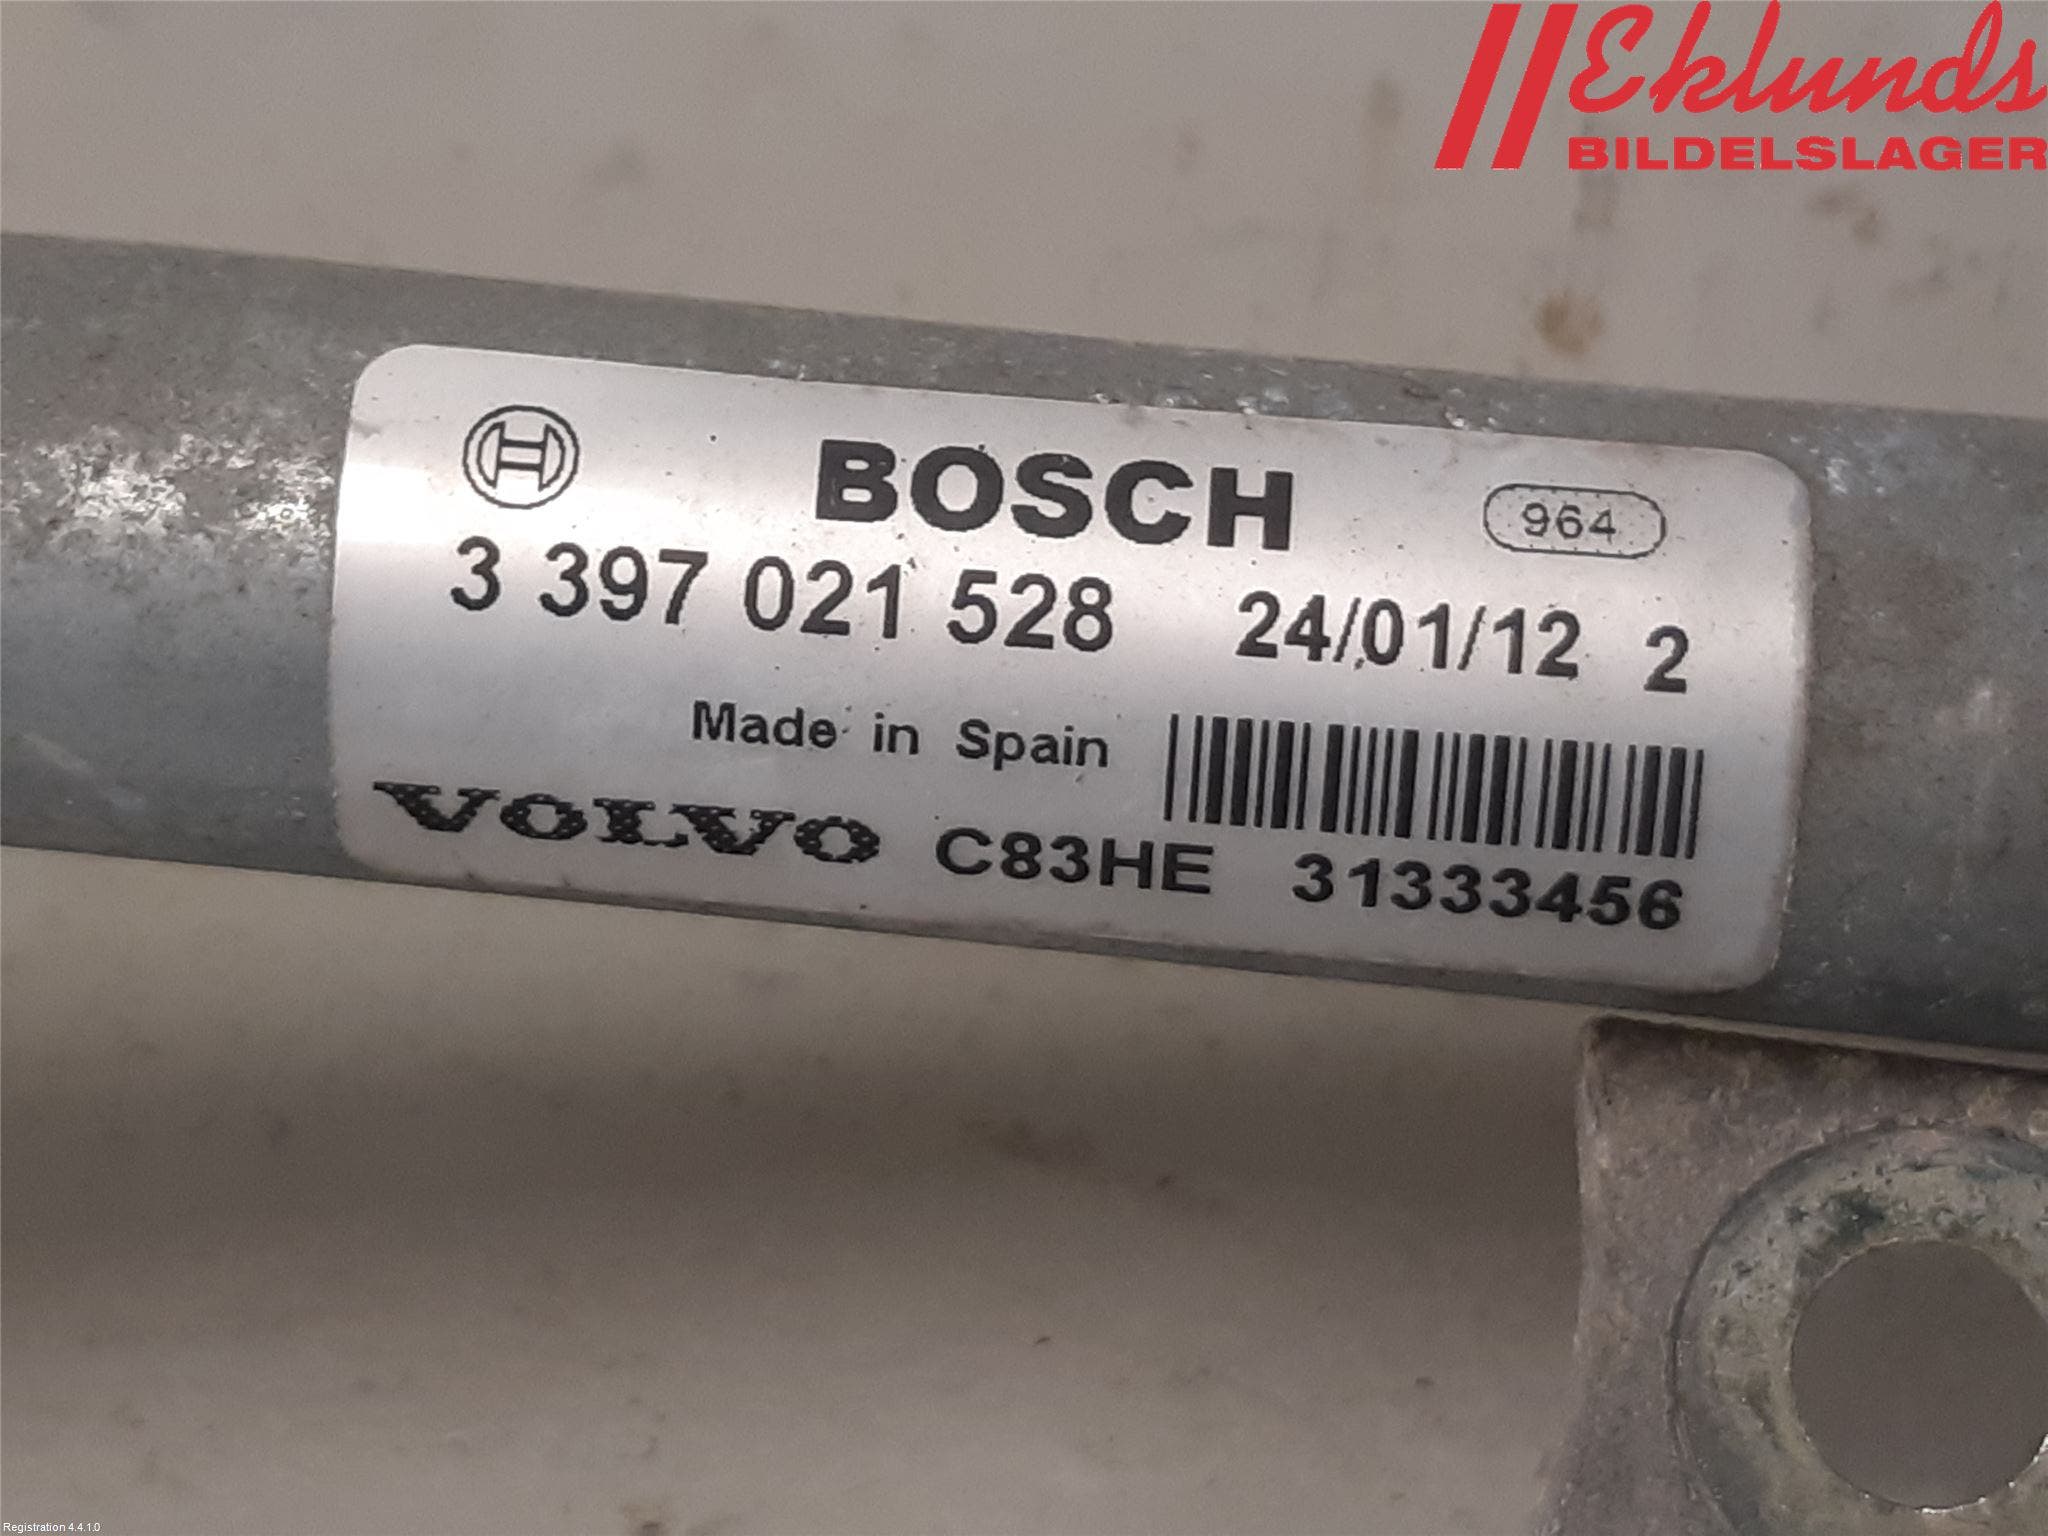 Eklunds
BILDELSLAGER
BOSCH 964
3 397 021 528 24/01/12 2
Made in Spain
VOLVO C83HE 31333456
Registration 4.4.1.0